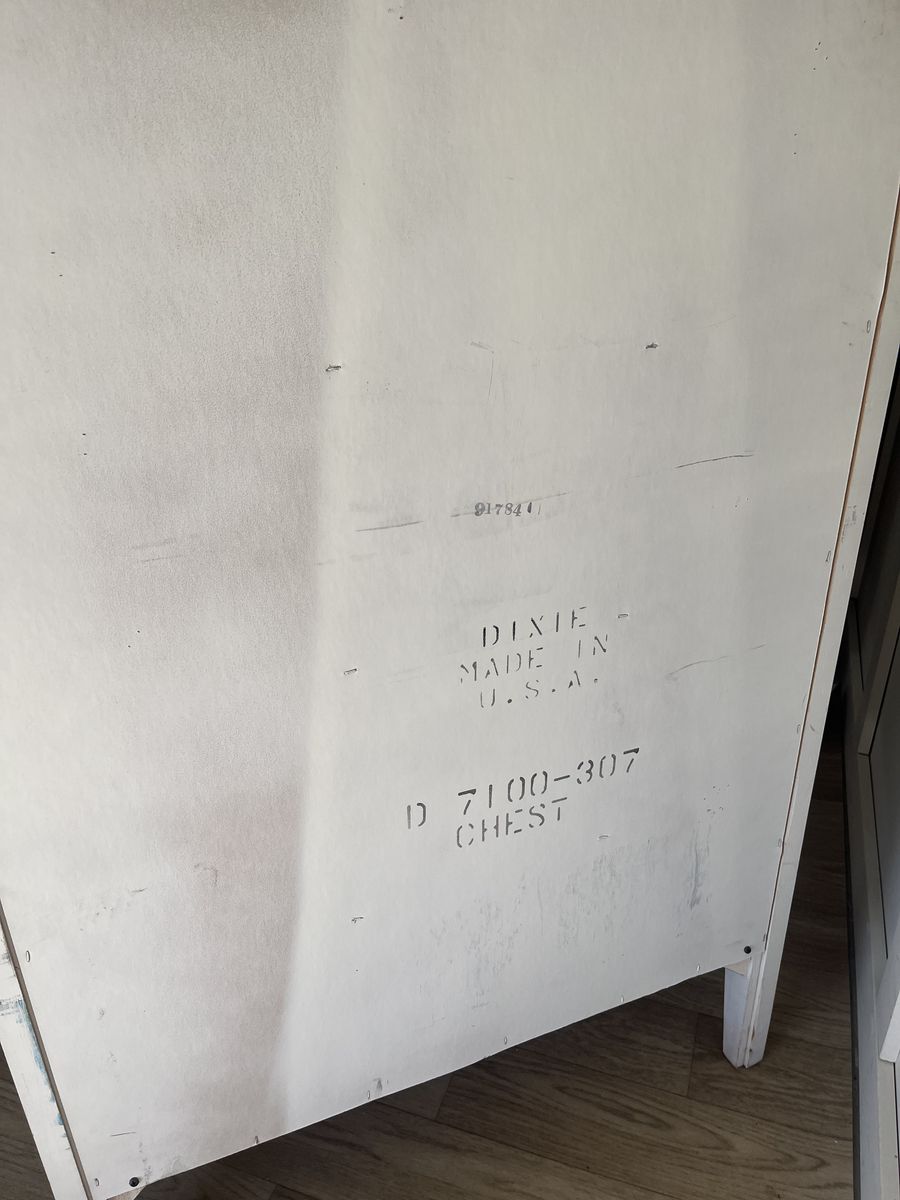 917841
DIXIE
MADE IN
U.S.A.
D 7100-307
CHEST